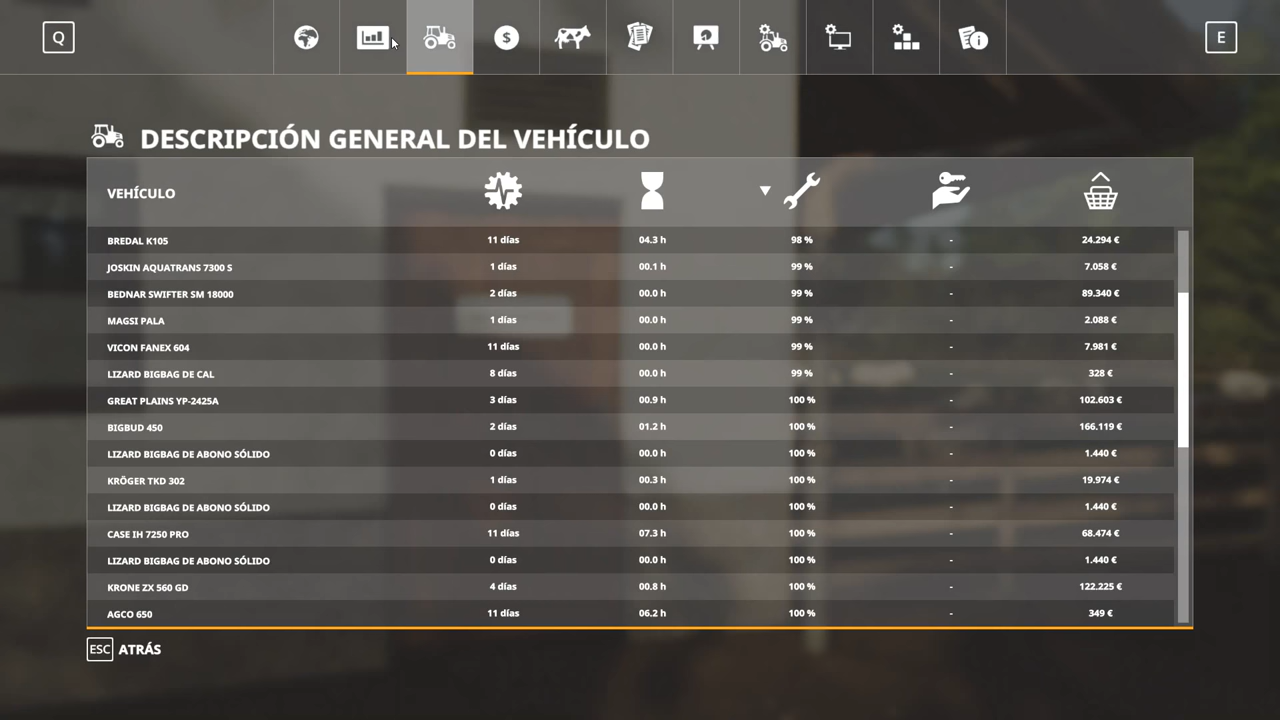 Q
$
E
DESCRIPCIÓN GENERAL DEL VEHÍCULO
VEHÍCULO
BREDAL K105 11 días 04.3 h 98 % - 24.294 €
JOSKIN AQUATRANS 7300 S 1 días 00.1 h 99 % - 7.058 €
BEDNAR SWIFTER SM 18000 2 días 00.0 h 99 % - 89.340 €
MAGSI PALA 1 días 00.0 h 99 % - 2.088 €
VICON FANEX 604 11 días 00.0 h 99 % - 7.981 €
LIZARD BIGBAG DE CAL 8 días 00.0 h 99 % - 328 €
GREAT PLAINS YP-2425A 3 días 00.9 h 100 % - 102.603 €
BIGBUD 450 2 días 01.2 h 100 % - 166.119 €
LIZARD BIGBAG DE ABONO SÓLIDO 0 días 00.0 h 100 % - 1.440 €
KRÖGER TKD 302 1 días 00.3 h 100 % - 19.974 €
LIZARD BIGBAG DE ABONO SÓLIDO 0 días 00.0 h 100 % - 1.440 €
CASE IH 7250 PRO 11 días 07.3 h 100 % - 68.474 €
LIZARD BIGBAG DE ABONO SÓLIDO 0 días 00.0 h 100 % - 1.440 €
KRONE ZX 560 GD 4 días 00.8 h 100 % - 122.225 €
AGCO 650 11 días 06.2 h 100 % - 349 €
ESC ATRÁS